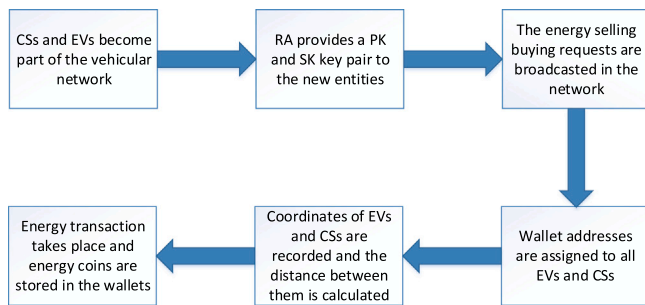 CSs and EVs become
part of the vehicular
network
RA provides a PK
and SK key pair to
the new entities
The energy selling
buying requests are
broadcasted in the
network
Wallet addresses
are assigned to all
EVs and CSs
Coordinates of EVs
and CSs are
recorded and the
distance between
them is calculated
Energy transaction
takes place and
energy coins are
stored in the wallets